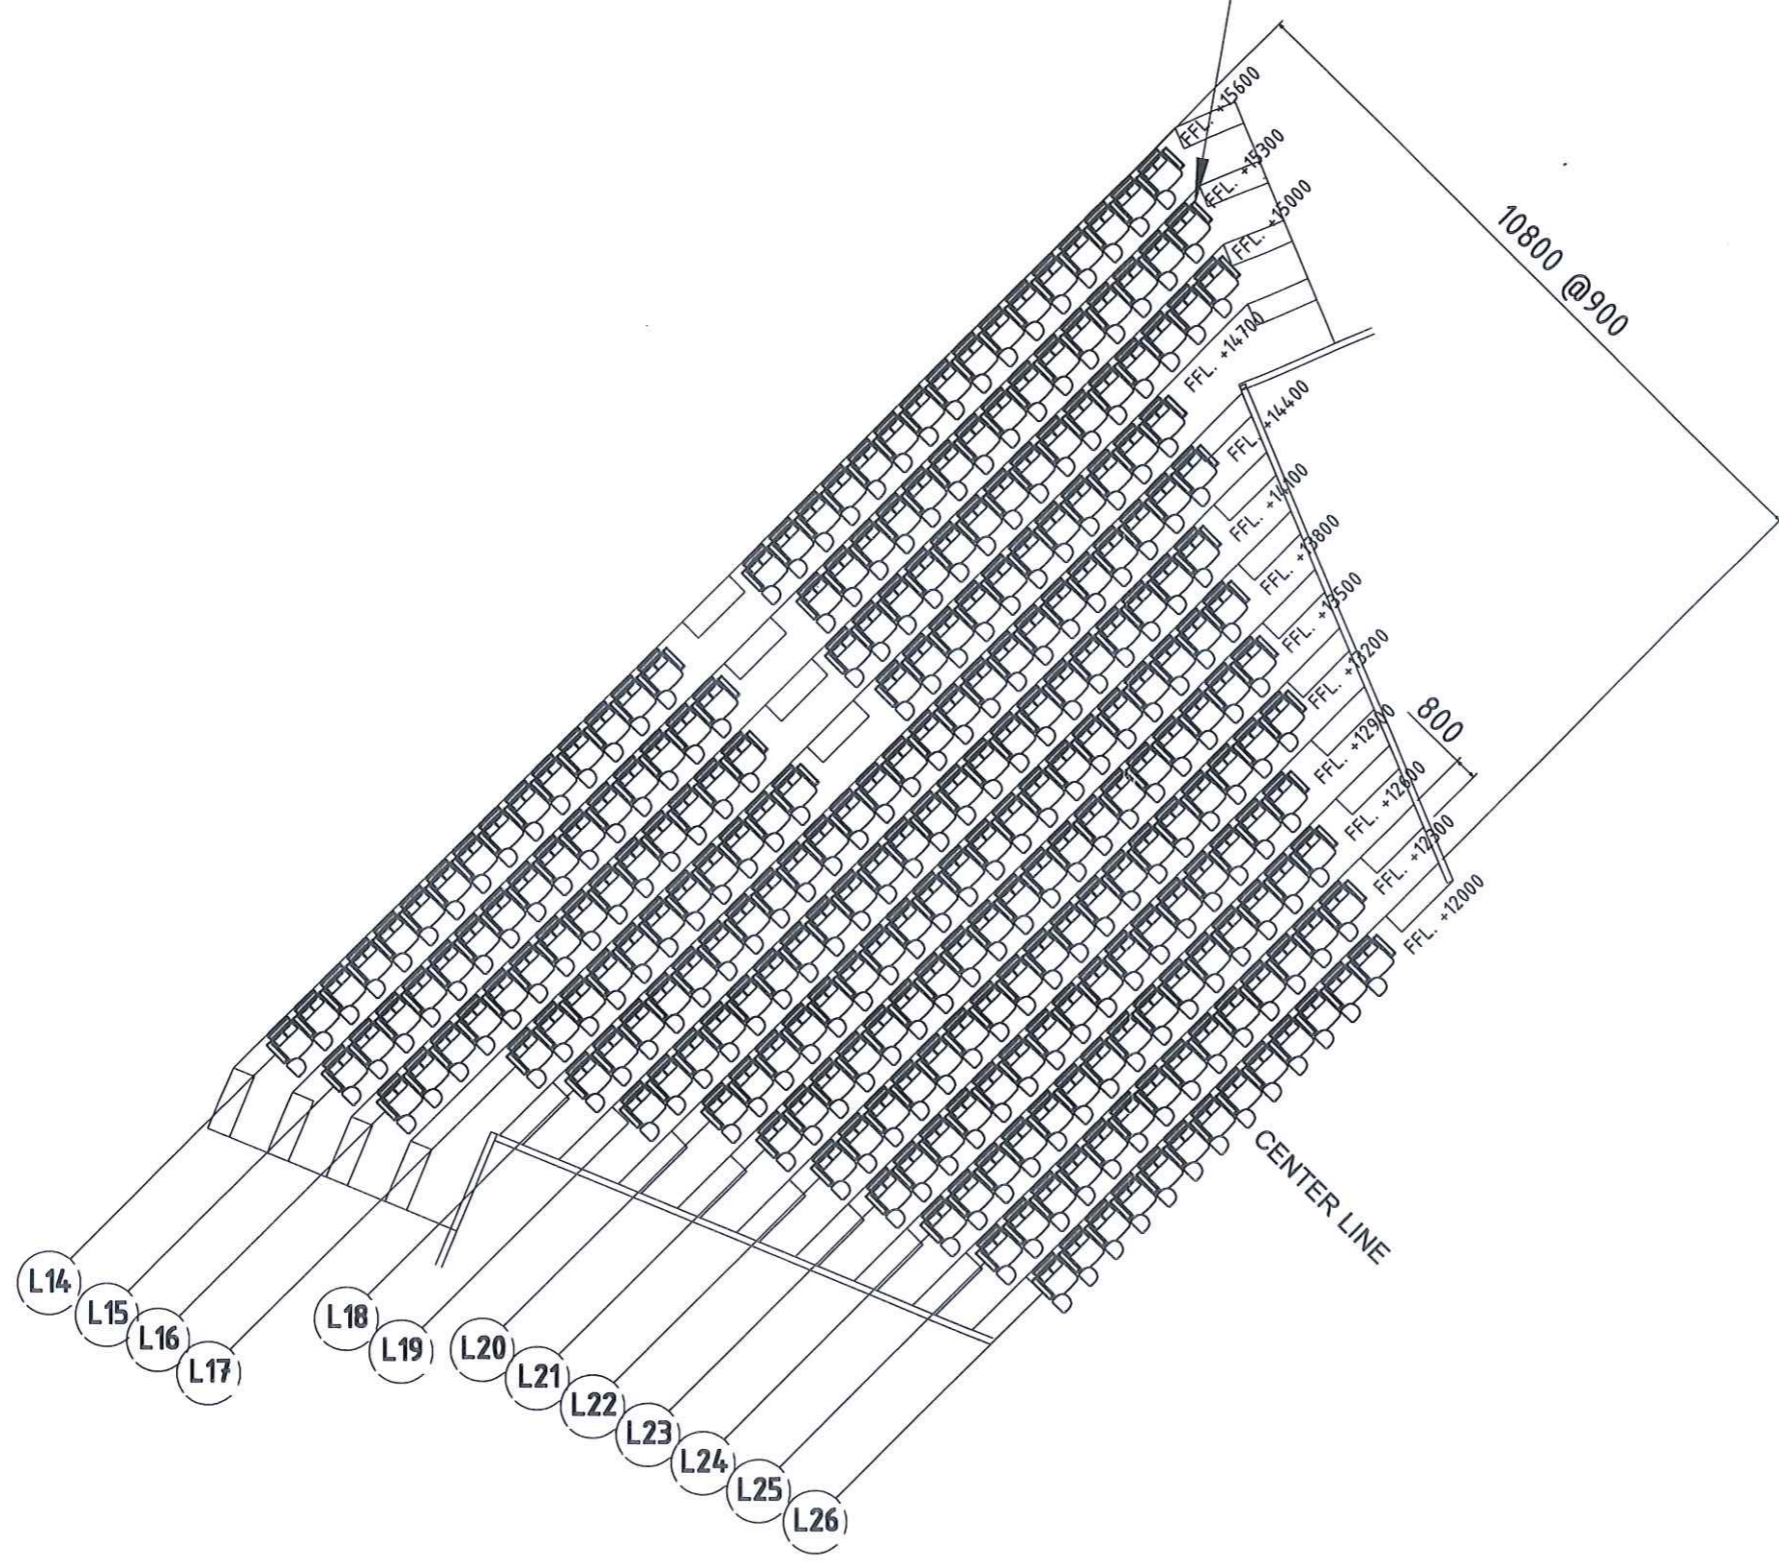 FFL. +15600
FFL. +15300
FFL. +15000
10800 @900
FFL. +14700
FFL. +14400
FFL. +14100
FFL. +13800
FFL. +13500
FFL. +13200
800
FFL. +12900
FFL. +12600
FFL. +12300
FFL. +12000
CENTER LINE
L14
L15
L16
L17
L18
L19
L20
L21
L22
L23
L24
L25
L26